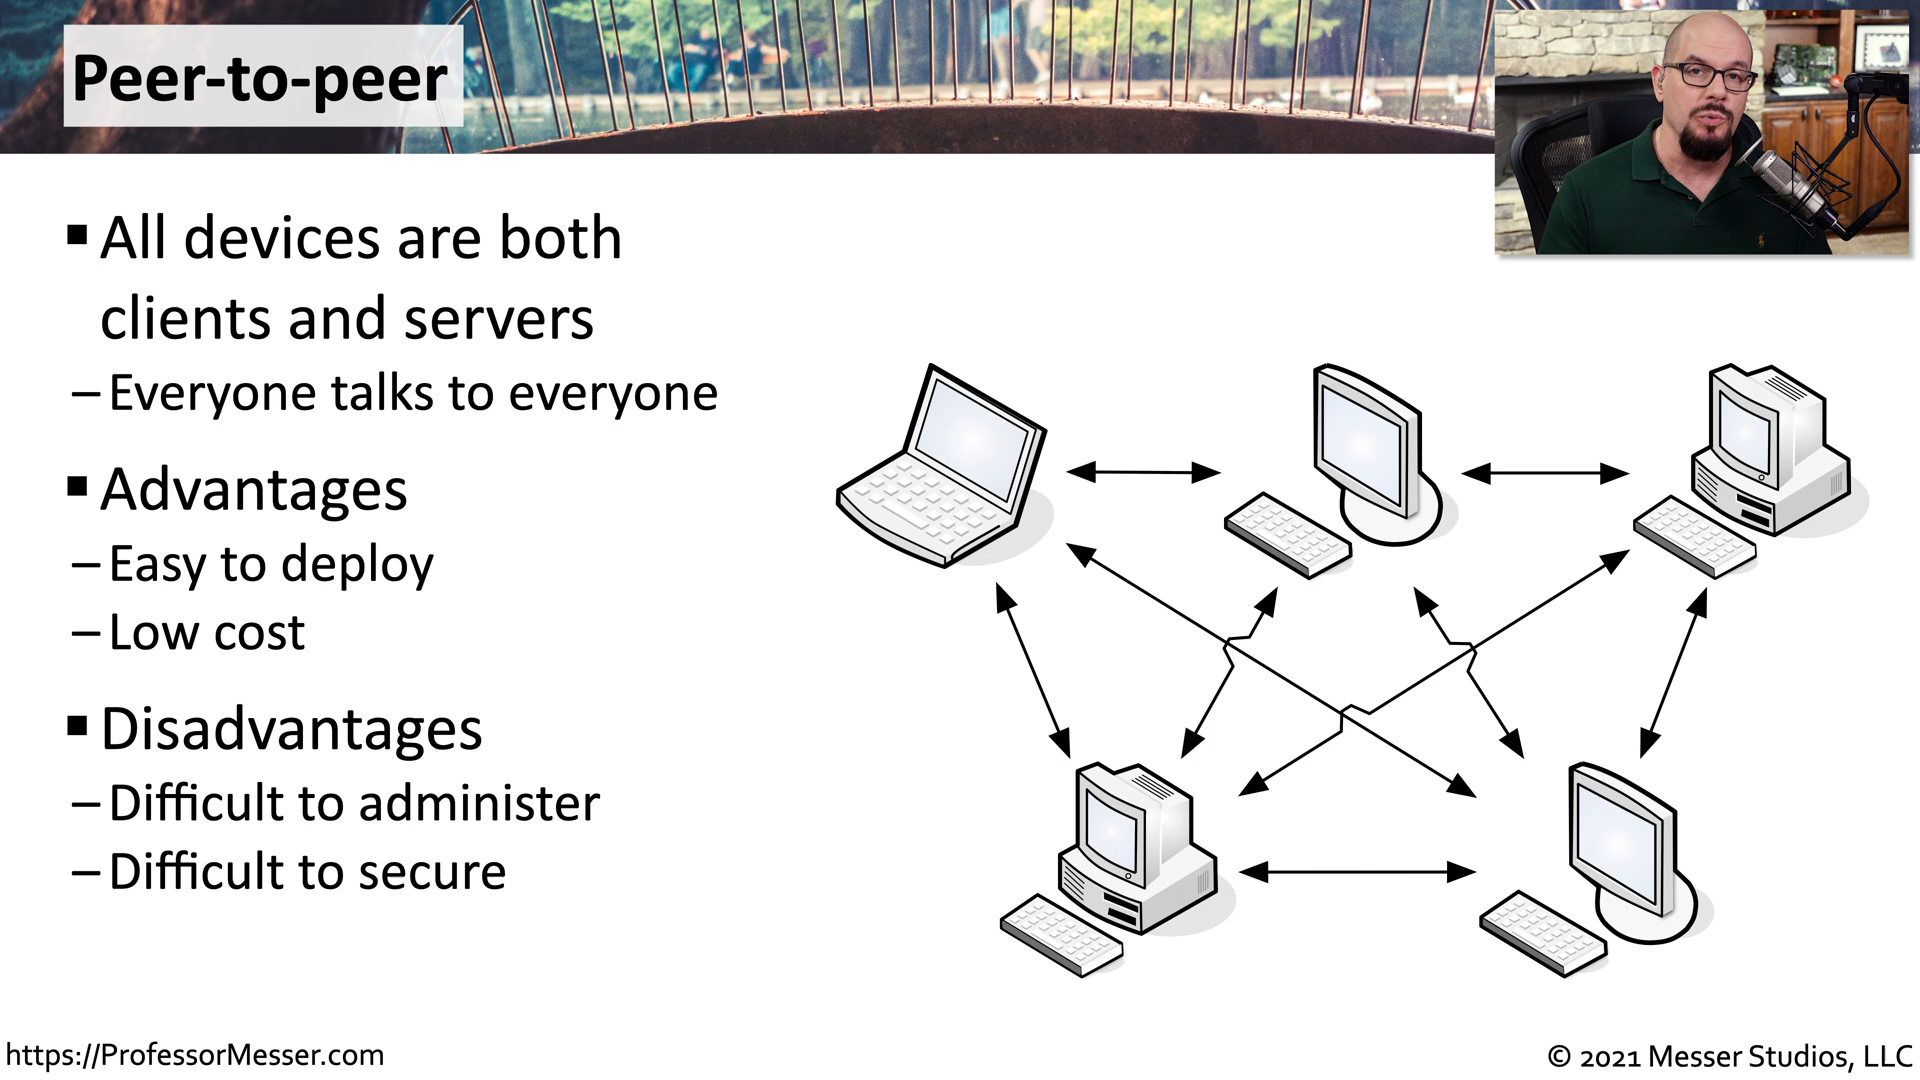 Peer-to-peer
▪ All devices are both
clients and servers
– Everyone talks to everyone
▪ Advantages
– Easy to deploy
– Low cost
▪ Disadvantages
– Difficult to administer
– Difficult to secure
https://ProfessorMesser.com
© 2021 Messer Studios, LLC